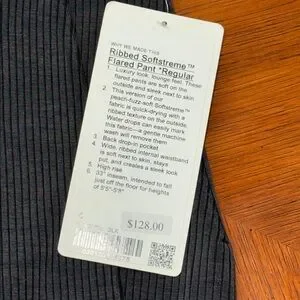 WHY WE MADE THIS
Ribbed Softstreme™
Flared Pant *Regular
1 Luxury look, lounge feel. These
flared pants are soft on the
outside and sleek next to skin
2 This version of our
peach-fuzz-soft Softstreme™
fabric is quick-drying with a
ribbed texture on the outside.
Water drops can easily mark
this fabric—a gentle machine
wash will remove them
3 Back drop-in pocket
4 Wide, ribbed internal waistband
is soft next to skin, stays
put, and creates a sleek look
5 High rise
6 33" inseam, intended to fall
just off the floor for heights
of 5'5"-5'8"
$128.00
BLK